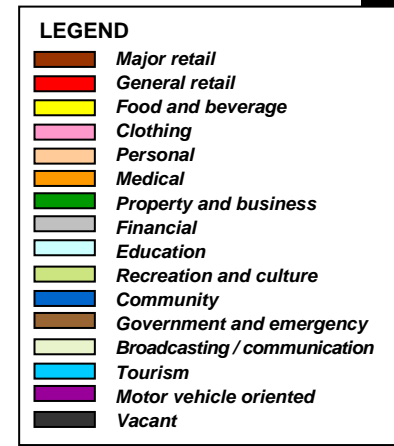 LEGEND
Major retail
General retail
Food and beverage
Clothing
Personal
Medical
Property and business
Financial
Education
Recreation and culture
Community
Government and emergency
Broadcasting / communication
Tourism
Motor vehicle oriented
Vacant